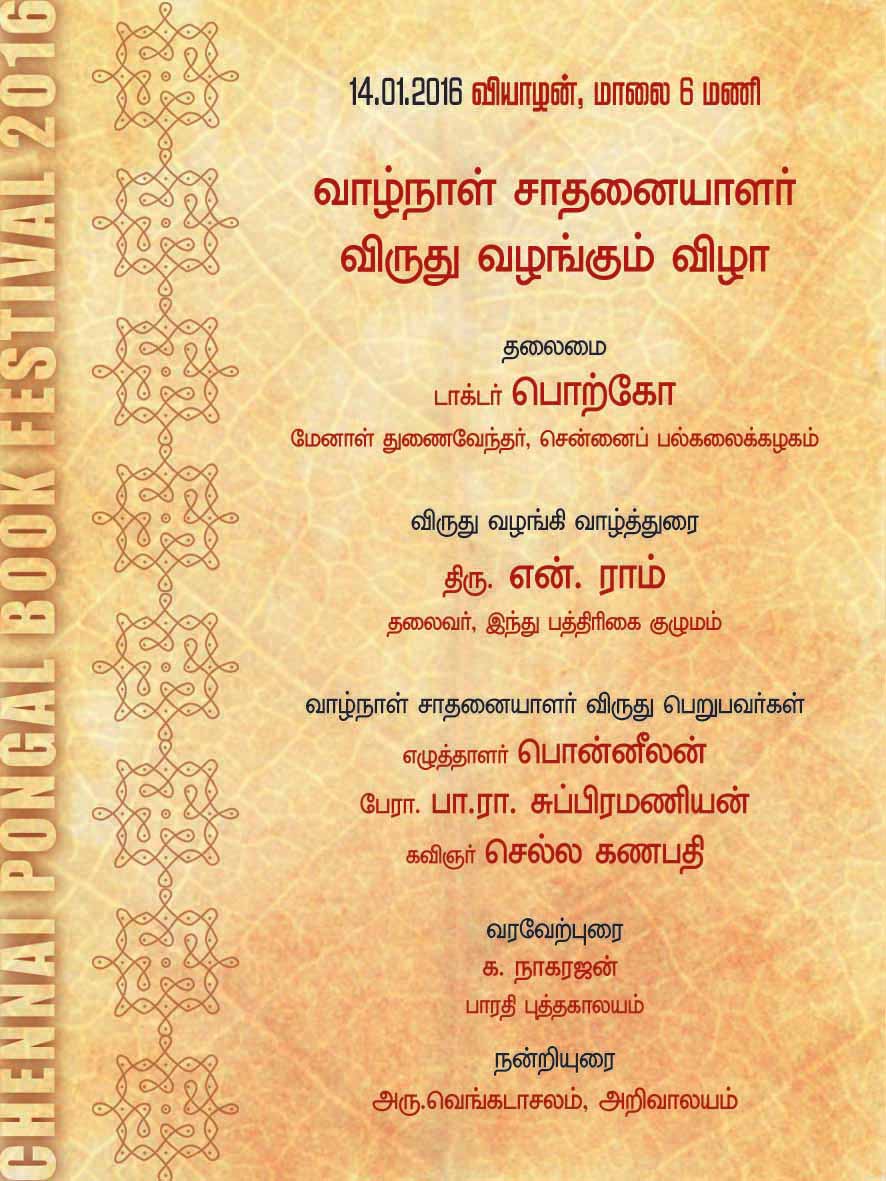 CHENNAI PONGAL BOOK FESTIVAL 2016
14.01.2016 வியாழன், மாலை 6 மணி
வாழ்நாள் சாதனையாளர்
விருது வழங்கும் விழா
தலைமை
டாக்டர் பொற்கோ
மேனாள் துணைவேந்தர், சென்னைப் பல்கலைக்கழகம்
விருது வழங்கி வாழ்த்துரை
திரு. என். ராம்
தலைவர், இந்து பத்திரிகை குழுமம்
வாழ்நாள் சாதனையாளர் விருது பெறுபவர்கள்
எழுத்தாளர் பொன்னீலன்
பேரா. பா.ரா. சுப்பிரமணியன்
கவிஞர் செல்ல கணபதி
வரவேற்புரை
க. நாகரஜன்
பாரதி புத்தகாலயம்
நன்றியுரை
அரு.வெங்கடாசலம், அறிவாலயம்